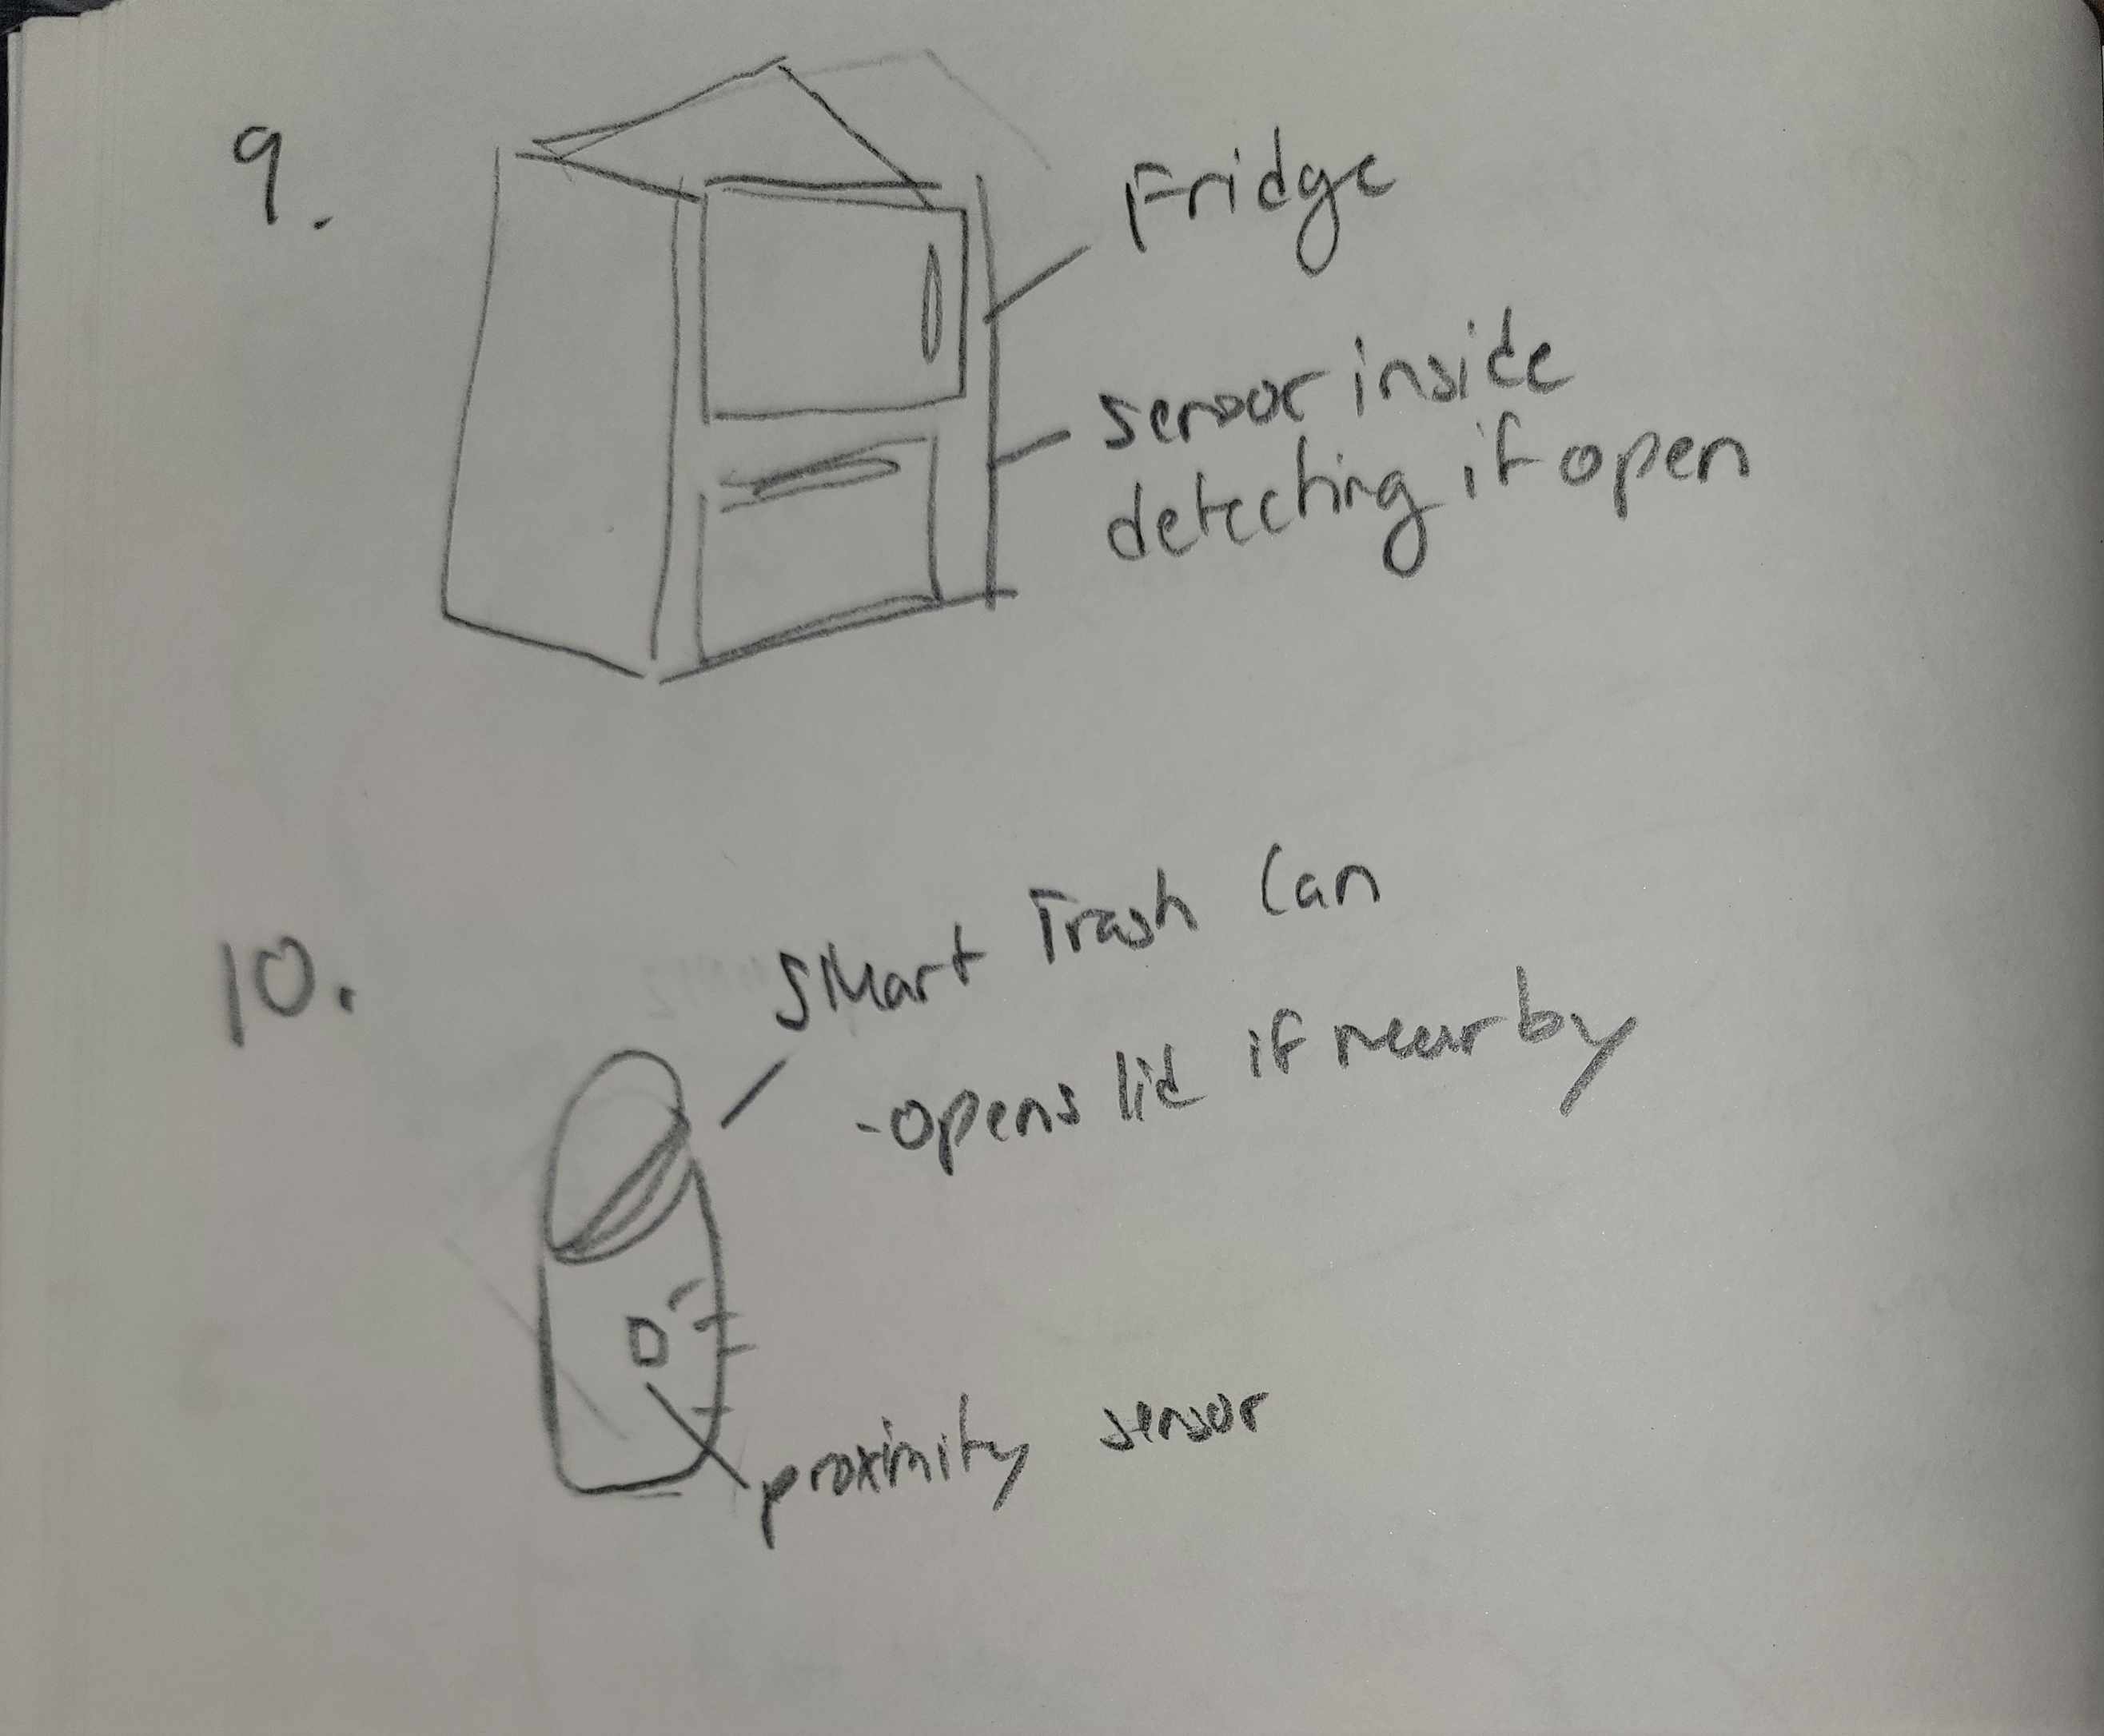 9.
Fridge
sensor inside
detecting if open
10.
Smart Trash Can
-opens lid if nearby
proximity sensor